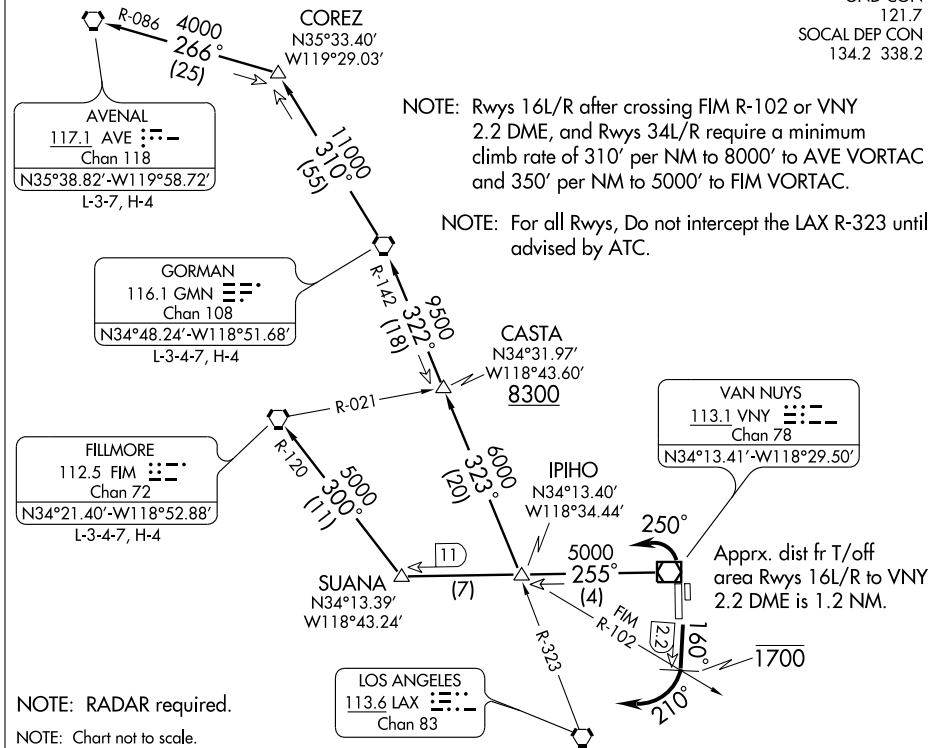 GND CON
121.7
SOCAL DEP CON
134.2 338.2
R-086
4000
266°
(25)
COREZ
N35°33.40'
W119°29.03'
AVENAL
117.1 AVE
Chan 118
N35°38.82'-W119°58.72'
L-3-7, H-4
NOTE: Rwys 16L/R after crossing FIM R-102 or VNY
2.2 DME, and Rwys 34L/R require a minimum
climb rate of 310' per NM to 8000' to AVE VORTAC
and 350' per NM to 5000' to FIM VORTAC.
11000
310°
(55)
NOTE: For all Rwys, Do not intercept the LAX R-323 until
advised by ATC.
GORMAN
116.1 GMN
Chan 108
N34°48.24'-W118°51.68'
L-3-4-7, H-4
R-142
9500
322°
(18)
CASTA
N34°31.97'
W118°43.60'
8300
R-021
VAN NUYS
113.1 VNY
Chan 78
N34°13.41'-W118°29.50'
FILLMORE
112.5 FIM
Chan 72
N34°21.40'-W118°52.88'
L-3-4-7, H-4
R-120
5000
300°
(11)
6000
323°
(20)
IPIHO
N34°13.40'
W118°34.44'
250°
5000
255°
(4)
Apprx. dist fr T/off
area Rwys 16L/R to VNY
2.2 DME is 1.2 NM.
11
(7)
SUANA
N34°13.39'
W118°43.24'
FIM
R-102
2.2
160°
1700
210°
R-323
LOS ANGELES
113.6 LAX
Chan 83
NOTE: RADAR required.
NOTE: Chart not to scale.